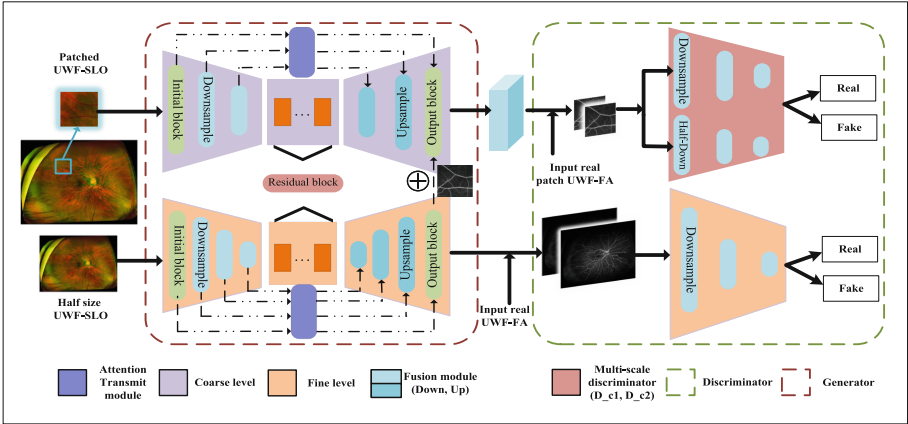 Patched
UWF-SLO
Initial block
Downsample
Upsample
Output block
Downsample
Half-Down
Real
Fake
Input real
patch UWF-FA
Residual block
Initial block
Downsample
Upsample
Output block
Downsample
Real
Fake
Half size
UWF-SLO
Input real
UWF-FA
Attention
Transmit
module
Coarse level
Fine level
Fusion module
(Down, Up)
Multi-scale
discriminator
(D_c1, D_c2)
Discriminator
Generator